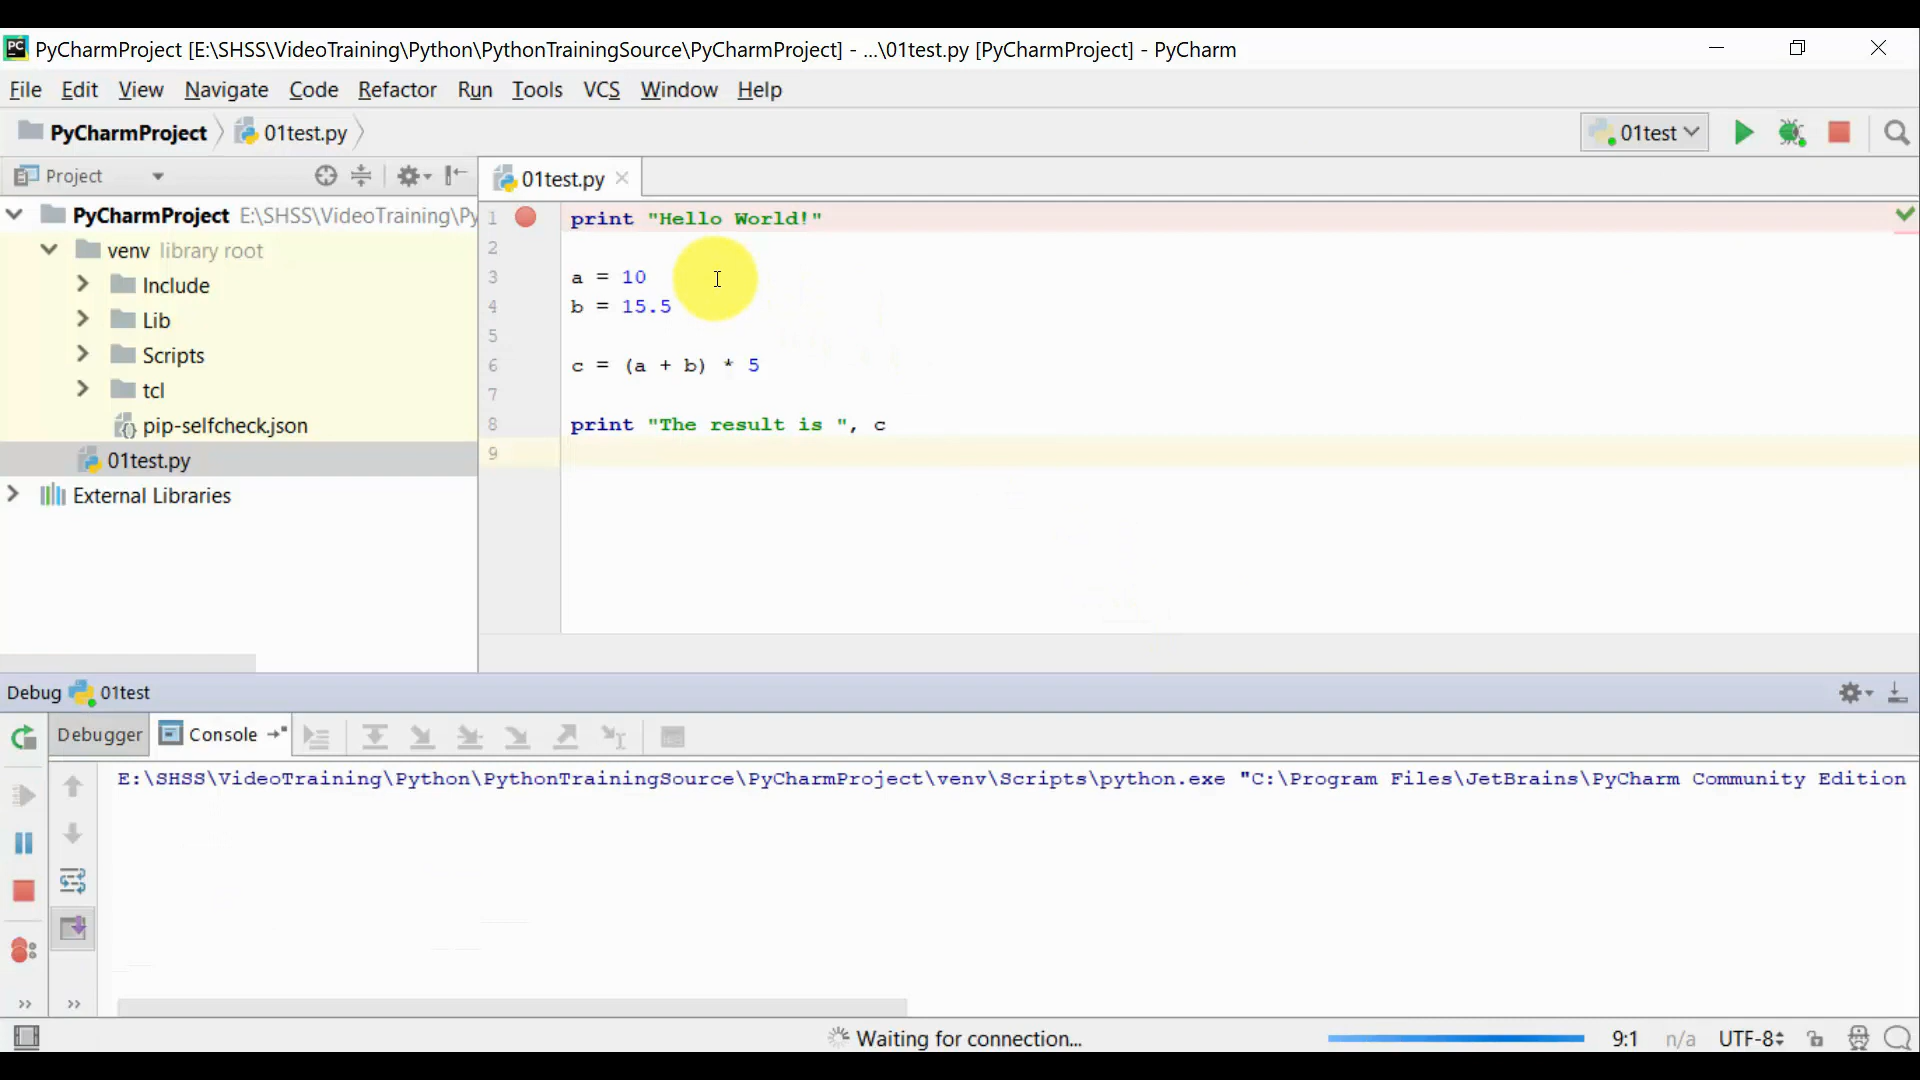 PyCharmProject [E:\SHSS\VideoTraining\Python\PythonTrainingSource\PyCharmProject] - ...\01test.py [PyCharmProject] - PyCharm
File Edit View Navigate Code Refactor Run Tools VCS Window Help
PyCharmProject 01test.py 01test
Project 01test.py
PyCharmProject E:\SHSS\VideoTraining\Py
venv library root
Include
Lib
Scripts
tcl
pip-selfcheck.json
01test.py
External Libraries
1 print "Hello World!"
2
3 a = 10
4 b = 15.5
5
6 c = (a + b) * 5
7
8 print "The result is ", c
9
Debug 01test
Debugger Console
E:\SHSS\VideoTraining\Python\PythonTrainingSource\PyCharmProject\venv\Scripts\python.exe "C:\Program Files\JetBrains\PyCharm Community Edition
Waiting for connection... 9:1 n/a UTF-8